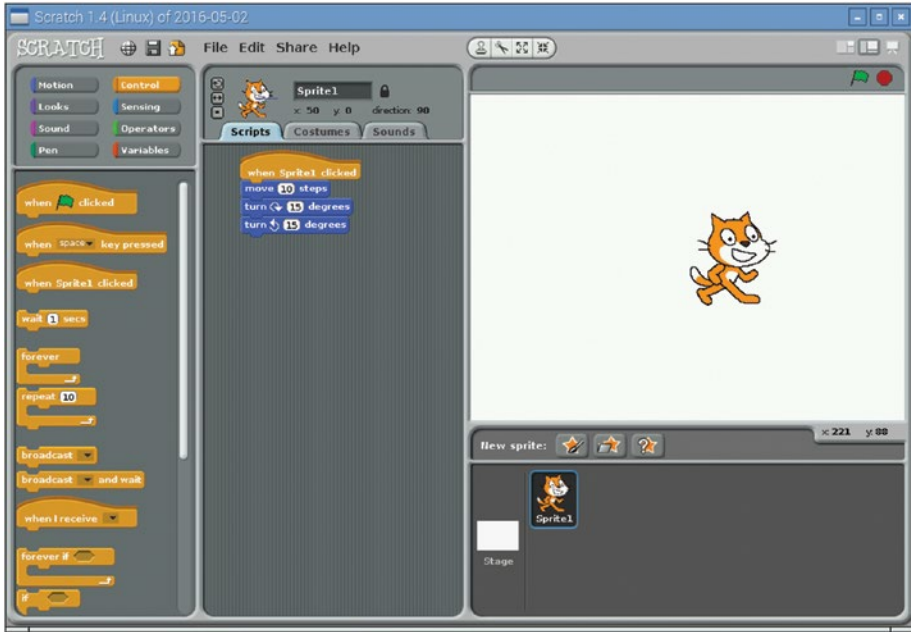 Scratch 1.4 (Linux) of 2016-05-02
SCRATCH File Edit Share Help
Motion Control
Looks Sensing
Sound Operators
Pen Variables
when clicked
when space key pressed
when Sprite1 clicked
wait 1 secs
forever
repeat 10
broadcast
broadcast and wait
when I receive
forever if
if
Sprite1
x: 50 y: 0 direction: 90
Scripts Costumes Sounds
when Sprite1 clicked
move 10 steps
turn 15 degrees
turn 15 degrees
x: 221 y: 88
New sprite:
Sprite1
Stage